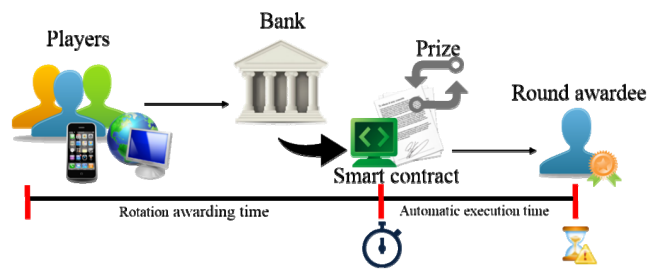 Players
Bank
Prize
Round awardee
Smart contract
Rotation awarding time
Automatic execution time